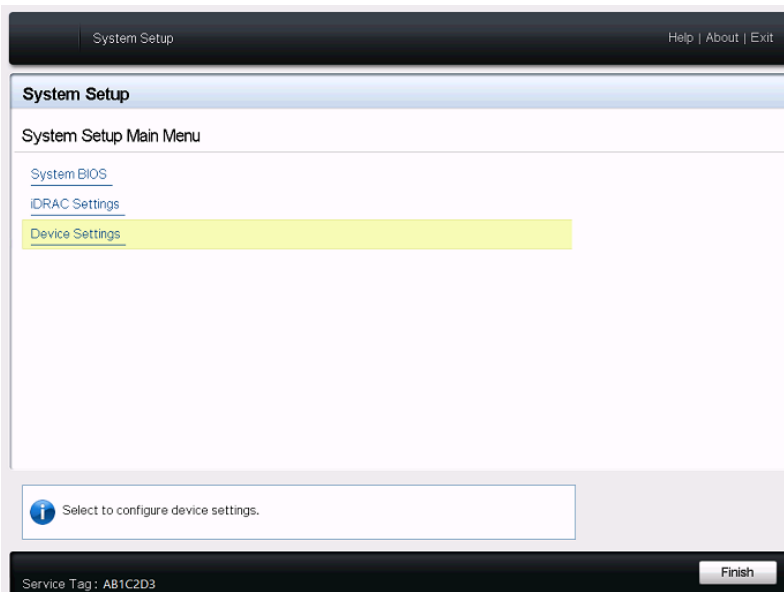 System Setup
Help | About | Exit
System Setup
System Setup Main Menu
System BIOS
iDRAC Settings
Device Settings
Select to configure device settings.
Service Tag: AB1C2D3
Finish